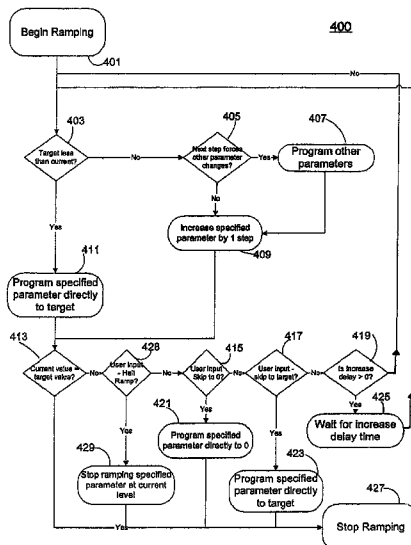 Begin Ramping
401
400
No
403
Target less
than current?
No
405
Next step forces
other parameter
changes?
Yes
407
Program other
parameters
Yes
No
Increase specified
parameter by 1 step
409
411
Program specified
parameter directly
to target
413
Current value =
target value?
No
428
User input
- Halt
Ramp?
No
415
User input
Skip to 0?
No
417
User input -
skip to target?
No
419
Is increase
delay > 0?
Yes
421
Yes
Yes
Yes
425
Wait for increase
delay time
Program specified
parameter directly
to 0
429
Stop ramping specified
parameter at current
level
423
Program specified
parameter directly
to target
427
Yes
Stop Ramping